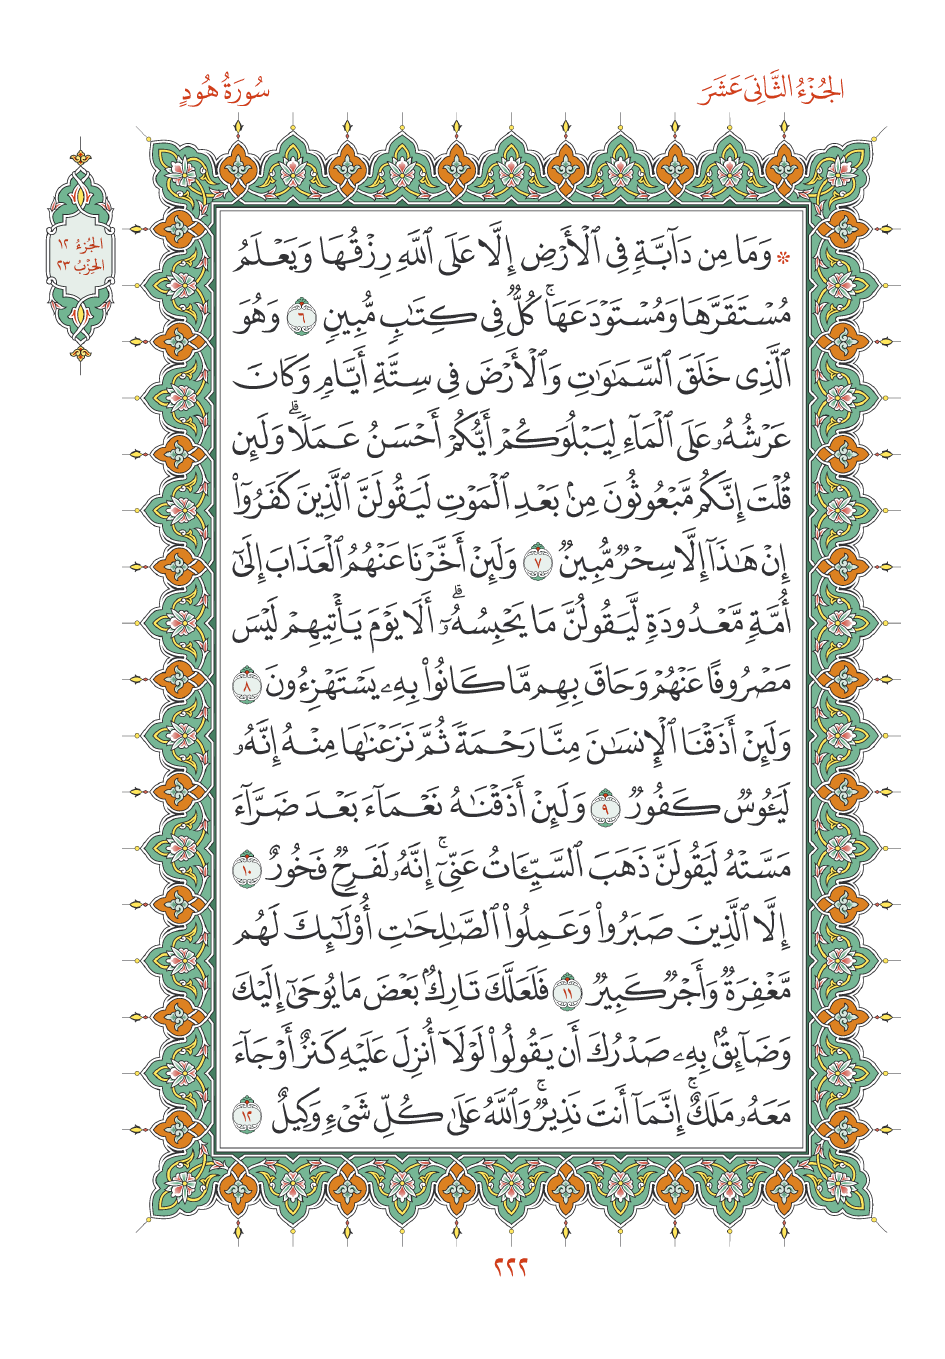 الجُزْءُ الثَّانِيَ عَشَرَ
سُورَةُ هُودٍ
الجُزءُ ١٢
الحِزْبُ ٢٣
۞ وَمَا مِن دَآبَّةٖ فِي ٱلۡأَرۡضِ إِلَّا عَلَى ٱللَّهِ رِزۡقُهَا وَيَعۡلَمُ
مُسۡتَقَرَّهَا وَمُسۡتَوۡدَعَهَاۚ كُلّٞ فِي كِتَٰبٖ مُّبِينٖ ٦ وَهُوَ
ٱلَّذِي خَلَقَ ٱلسَّمَٰوَٰتِ وَٱلۡأَرۡضَ فِي سِتَّةِ أَيَّامٖ وَكَانَ
عَرۡشُهُۥ عَلَى ٱلۡمَآءِ لِيَبۡلُوَكُمۡ أَيُّكُمۡ أَحۡسَنُ عَمَلٗاۗ وَلَئِن
قُلۡتَ إِنَّكُم مَّبۡعُوثُونَ مِنۢ بَعۡدِ ٱلۡمَوۡتِ لَيَقُولَنَّ ٱلَّذِينَ كَفَرُوٓاْ
إِنۡ هَٰذَآ إِلَّا سِحۡرٞ مُّبِينٞ ٧ وَلَئِنۡ أَخَّرۡنَا عَنۡهُمُ ٱلۡعَذَابَ إِلَىٰٓ
أُمَّةٖ مَّعۡدُودَةٖ لَّيَقُولُنَّ مَا يَحۡبِسُهُۥٓۗ أَلَا يَوۡمَ يَأۡتِيهِمۡ لَيۡسَ
مَصۡرُوفًا عَنۡهُمۡ وَحَاقَ بِهِم مَّا كَانُواْ بِهِۦ يَسۡتَهۡزِءُونَ ٨
وَلَئِنۡ أَذَقۡنَا ٱلۡإِنسَٰنَ مِنَّا رَحۡمَةٗ ثُمَّ نَزَعۡنَٰهَا مِنۡهُ إِنَّهُۥ
لَيَـُٔوسٞ كَفُورٞ ٩ وَلَئِنۡ أَذَقۡنَٰهُ نَعۡمَآءَ بَعۡدَ ضَرَّآءَ
مَسَّتۡهُ لَيَقُولَنَّ ذَهَبَ ٱلسَّيِّـَٔاتُ عَنِّيٓۚ إِنَّهُۥ لَفَرِحٞ فَخُورٌ ١٠
إِلَّا ٱلَّذِينَ صَبَرُواْ وَعَمِلُواْ ٱلصَّٰلِحَٰتِ أُوْلَٰٓئِكَ لَهُم
مَّغۡفِرَةٞ وَأَجۡرٞ كَبِيرٞ ١١ فَلَعَلَّكَ تَارِكُۢ بَعۡضَ مَا يُوحَىٰٓ إِلَيۡكَ
وَضَآئِقُۢ بِهِۦ صَدۡرُكَ أَن يَقُولُواْ لَوۡلَآ أُنزِلَ عَلَيۡهِ كَنزٌ أَوۡ جَآءَ
مَعَهُۥ مَلَكٌۚ إِنَّمَآ أَنتَ نَذِيرٞۚ وَٱللَّهُ عَلَىٰ كُلِّ شَيۡءٖ وَكِيلٌ ١٢
٢٢٢